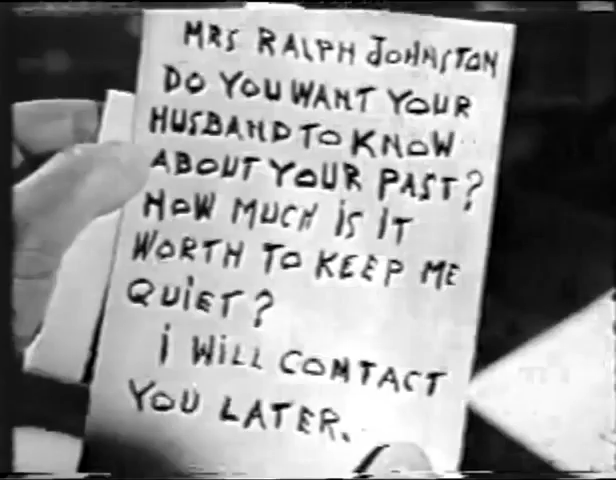 MRS RALPH JOHNSTON
DO YOU WANT YOUR
HUSBAND TO KNOW
ABOUT YOUR PAST?
HOW MUCH IS IT
WORTH TO KEEP ME
QUIET?
I WILL CONTACT
YOU LATER.